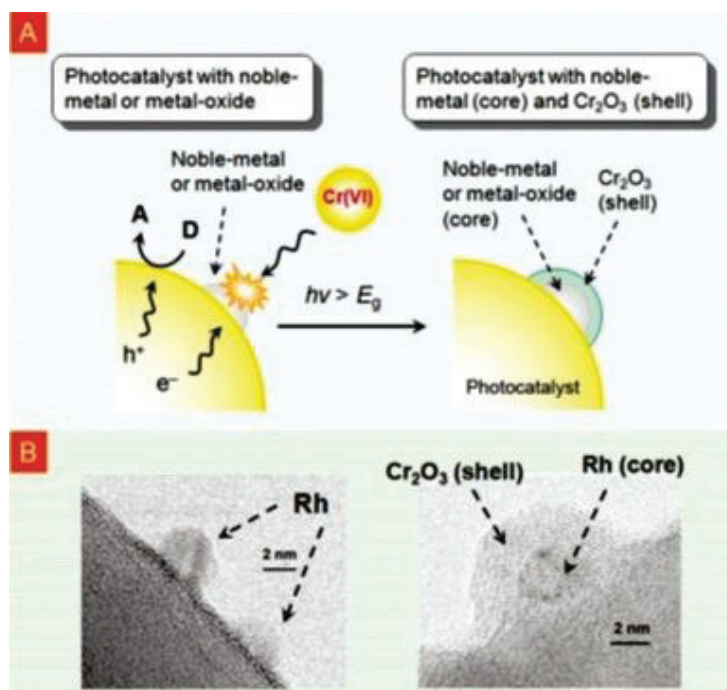 A
Photocatalyst with noble-
metal or metal-oxide
Photocatalyst with noble-
metal (core) and Cr₂O₃ (shell)
Noble-metal
or metal-oxide
Cr(VI)
A
D
h⁺
e⁻
hν > E_g
Noble-metal
or metal-oxide
(core)
Cr₂O₃
(shell)
Photocatalyst
B
Rh
2 nm
Cr₂O₃ (shell)
Rh (core)
2 nm